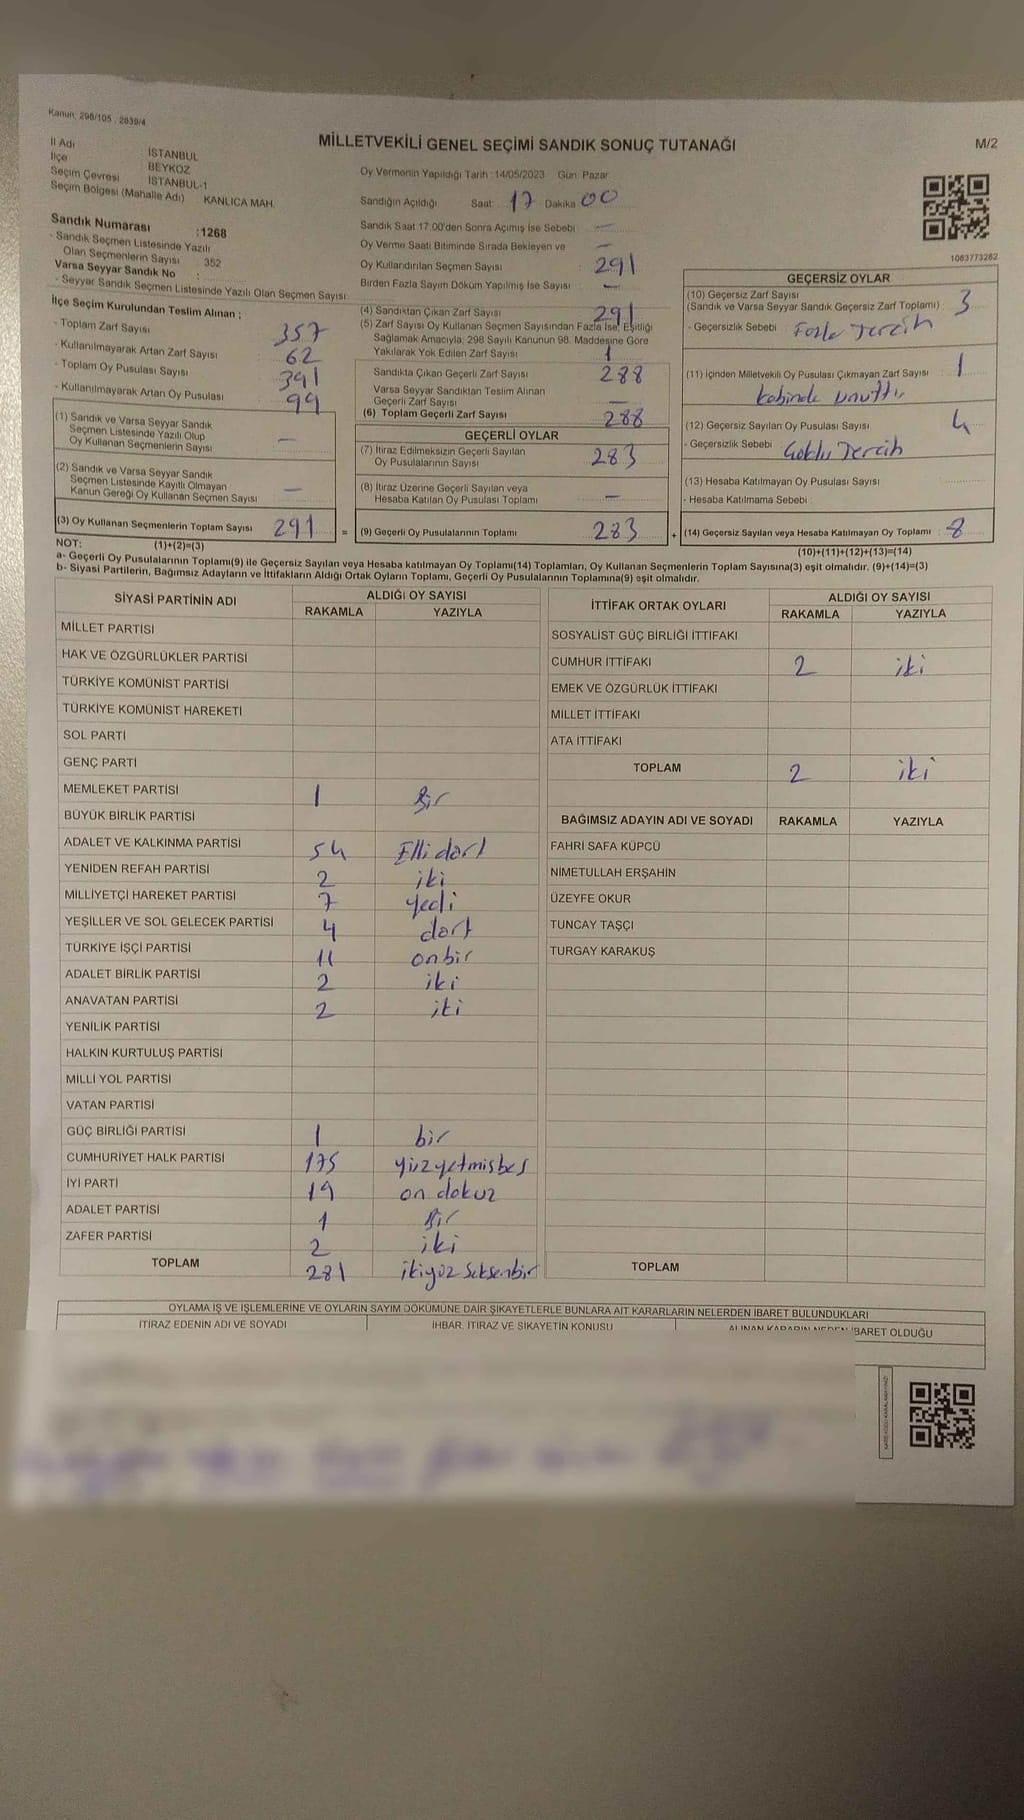 Kanun: 298/105 , 2839/4
MİLLETVEKİLİ GENEL SEÇİMİ SANDIK SONUÇ TUTANAĞI
M/2
İl Adı İSTANBUL
İlçe BEYKOZ
Seçim Çevresi İSTANBUL-1
Seçim Bölgesi (Mahalle Adı) KANLICA MAH.
Sandık Numarası :1268
- Sandık Seçmen Listesinde Yazılı
Olan Seçmenlerin Sayısı 352
Varsa Seyyar Sandık No :
- Seyyar Sandık Seçmen Listesinde Yazılı Olan Seçmen Sayısı:
Oy Vermenin Yapıldığı Tarih :14/05/2023 Gün: Pazar
Sandığın Açıldığı Saat: 17 Dakika 00
Sandık Saat 17.00'den Sonra Açımış İse Sebebi —
Oy Verme Saati Bitiminde Sırada Bekleyen ve —
Oy Kullandırılan Seçmen Sayısı 291
Birden Fazla Sayım Döküm Yapılmış İse Sayısı —
1083773262
İlçe Seçim Kurulundan Teslim Alınan ;
- Toplam Zarf Sayısı 357
- Kullanılmayarak Artan Zarf Sayısı 62
- Toplam Oy Pusulası Sayısı 391
- Kullanılmayarak Artan Oy Pusulası 99
(1) Sandık ve Varsa Seyyar Sandık
Seçmen Listesinde Yazılı Olup
Oy Kullanan Seçmenlerin Sayısı —
(2) Sandık ve Varsa Seyyar Sandık
Seçmen Listesinde Kayıtlı Olmayan
Kanun Gereği Oy Kullanan Seçmen Sayısı —
(3) Oy Kullanan Seçmenlerin Toplam Sayısı 291 =
(4) Sandıktan Çıkan Zarf Sayısı 291
(5) Zarf Sayısı Oy Kullanan Seçmen Sayısından Fazla İse, Eşitliği
Sağlamak Amacıyla; 298 Sayılı Kanunun 98. Maddesine Göre
Yakılarak Yok Edilen Zarf Sayısı 1
Sandıkta Çıkan Geçerli Zarf Sayısı 288
Varsa Seyyar Sandıktan Teslim Alınan
Geçerli Zarf Sayısı —
(6) Toplam Geçerli Zarf Sayısı 288
GEÇERLİ OYLAR
(7) İtiraz Edilmeksizin Geçerli Sayılan
Oy Pusulalarının Sayısı 283
(8) İtiraz Üzerine Geçerli Sayılan veya
Hesaba Katılan Oy Pusulası Toplamı —
(9) Geçerli Oy Pusulalarının Toplamı 283 +
GEÇERSİZ OYLAR
(10) Geçersiz Zarf Sayısı
(Sandık ve Varsa Seyyar Sandık Geçersiz Zarf Toplamı) 3
- Geçersizlik Sebebi : Fazla Tercih
(11) İçinden Milletvekili Oy Pusulası Çıkmayan Zarf Sayısı 1
kabinde unuttu
(12) Geçersiz Sayılan Oy Pusulası Sayısı 4
- Geçersizlik Sebebi : Çoklu Tercih
(13) Hesaba Katılmayan Oy Pusulası Sayısı
- Hesaba Katılmama Sebebi :
(14) Geçersiz Sayılan veya Hesaba Katılmayan Oy Toplamı 8
NOT: (1)+(2)=(3)
(10)+(11)+(12)+(13)=(14)
a- Geçerli Oy Pusulalarının Toplamı(9) ile Geçersiz Sayılan veya Hesaba katılmayan Oy Toplamı(14) Toplamları, Oy Kullanan Seçmenlerin Toplam Sayısına(3) eşit olmalıdır. (9)+(14)=(3)
b- Siyasi Partilerin, Bağımsız Adayların ve İttifakların Aldığı Ortak Oyların Toplamı, Geçerli Oy Pusulalarının Toplamına(9) eşit olmalıdır.
SİYASİ PARTİNİN ADI ALDIĞI OY SAYISI
RAKAMLA YAZIYLA
MİLLET PARTİSİ
HAK VE ÖZGÜRLÜKLER PARTİSİ
TÜRKİYE KOMÜNİST PARTİSİ
TÜRKİYE KOMÜNİST HAREKETİ
SOL PARTİ
GENÇ PARTİ
MEMLEKET PARTİSİ 1 Bir
BÜYÜK BİRLİK PARTİSİ
ADALET VE KALKINMA PARTİSİ 54 Elli dört
YENİDEN REFAH PARTİSİ 2 iki
MİLLİYETÇİ HAREKET PARTİSİ 7 yedi
YEŞİLLER VE SOL GELECEK PARTİSİ 4 dört
TÜRKİYE İŞÇİ PARTİSİ 11 onbir
ADALET BİRLİK PARTİSİ 2 iki
ANAVATAN PARTİSİ 2 iki
YENİLİK PARTİSİ
HALKIN KURTULUŞ PARTİSİ
MİLLİ YOL PARTİSİ
VATAN PARTİSİ
GÜÇ BİRLİĞİ PARTİSİ 1 bir
CUMHURİYET HALK PARTİSİ 175 yüzyetmişbeş
İYİ PARTİ 19 on dokuz
ADALET PARTİSİ 1 Bir
ZAFER PARTİSİ 2 iki
TOPLAM 281 ikiyüz seksenbir
İTTİFAK ORTAK OYLARI ALDIĞI OY SAYISI
RAKAMLA YAZIYLA
SOSYALİST GÜÇ BİRLİĞİ İTTİFAKI
CUMHUR İTTİFAKI 2 iki
EMEK VE ÖZGÜRLÜK İTTİFAKI
MİLLET İTTİFAKI
ATA İTTİFAKI
TOPLAM 2 iki
BAĞIMSIZ ADAYIN ADI VE SOYADI RAKAMLA YAZIYLA
FAHRİ SAFA KÜPCÜ
NİMETULLAH ERŞAHİN
ÜZEYFE OKUR
TUNCAY TAŞÇI
TURGAY KARAKUŞ
TOPLAM
OYLAMA İŞ VE İŞLEMLERİNE VE OYLARIN SAYIM DÖKÜMÜNE DAİR ŞİKAYETLERLE BUNLARA AİT KARARLARIN NELERDEN İBARET BULUNDUKLARI
İTİRAZ EDENİN ADI VE SOYADI İHBAR, İTİRAZ VE ŞİKAYETİN KONUSU ALINAN KARARIN NEDEN İBARET OLDUĞU